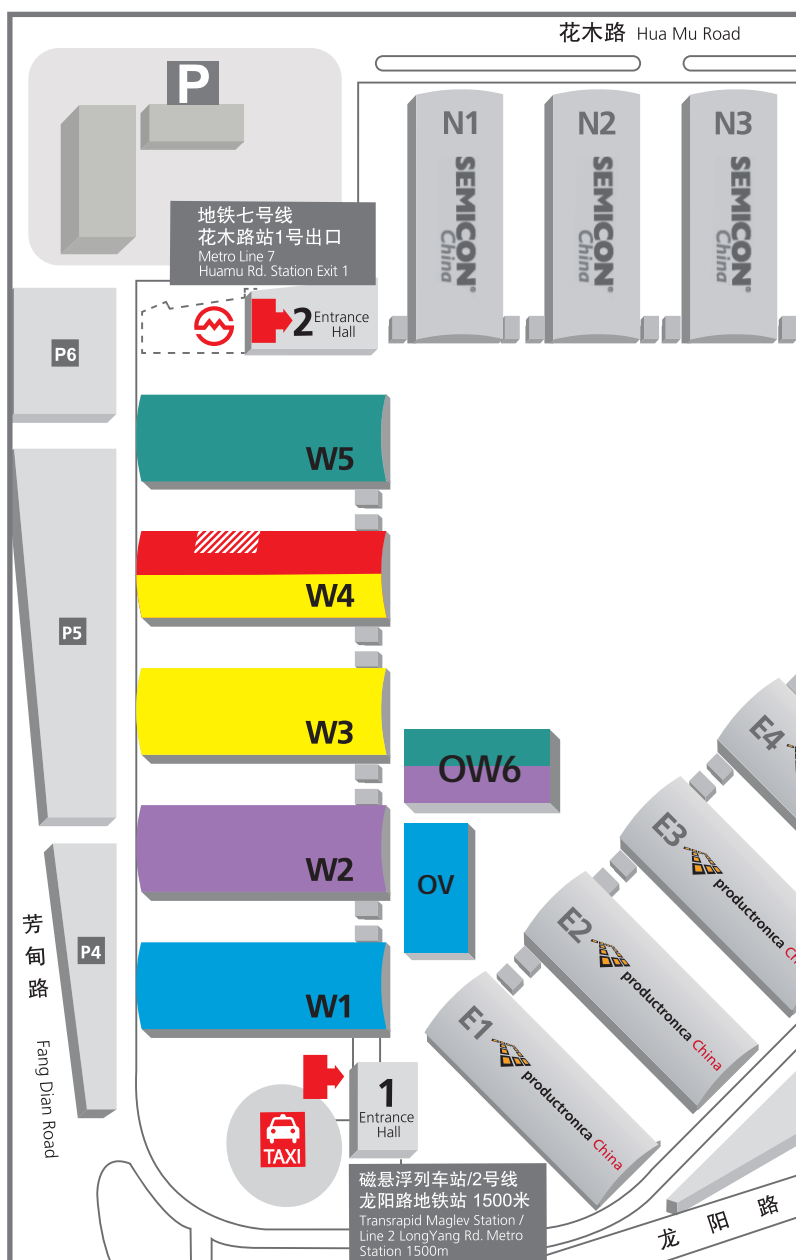 花木路 Hua Mu Road
P
N1
SEMICON®
China
N2
SEMICON®
China
N3
SEMICON®
China
地铁七号线
花木路站1号出口
Metro Line 7
Huamu Rd. Station Exit 1
2 Entrance
Hall
P6
W5
W4
P5
W3
OW6
W2
OV
W1
P4
芳甸路
Fang Dian Road
E4
E3
productronica
E2
productronica China
E1
productronica China
1
Entrance
Hall
TAXI
磁悬浮列车站/2号线
龙阳路地铁站 1500米
Transrapid Maglev Station /
Line 2 LongYang Rd. Metro
Station 1500m
龙阳路